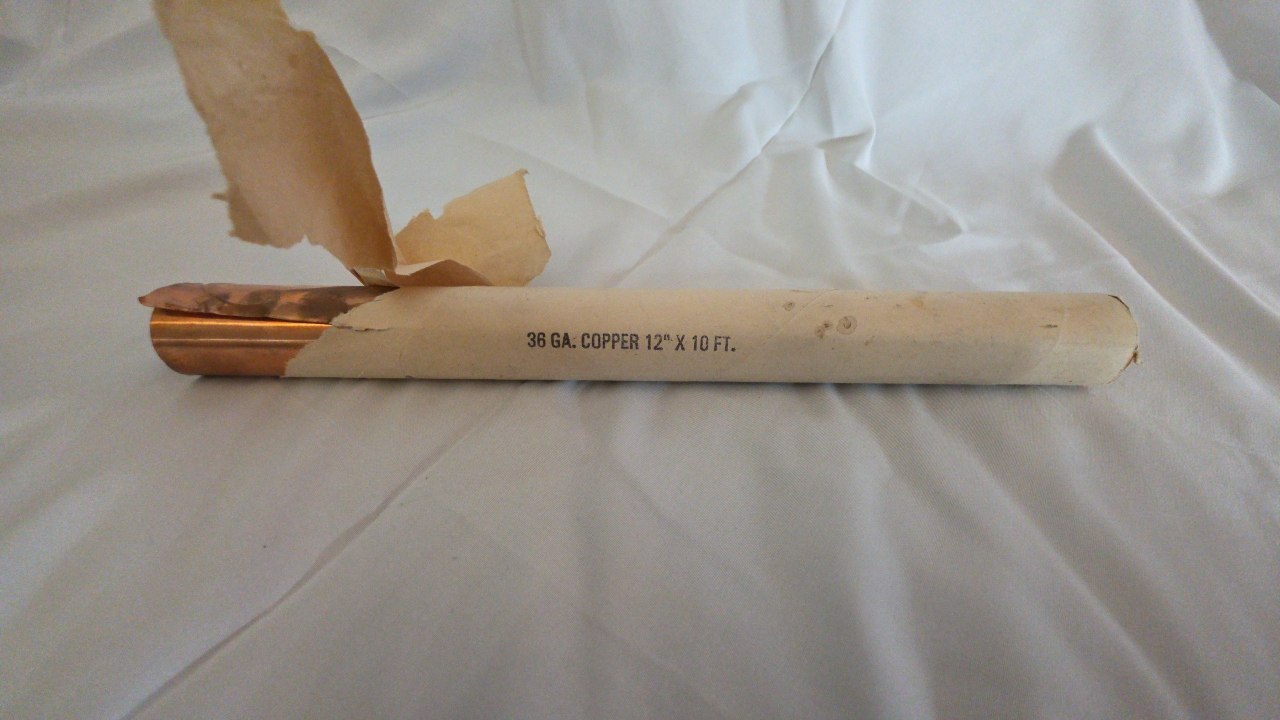 36 GA. COPPER 12" X 10 FT.